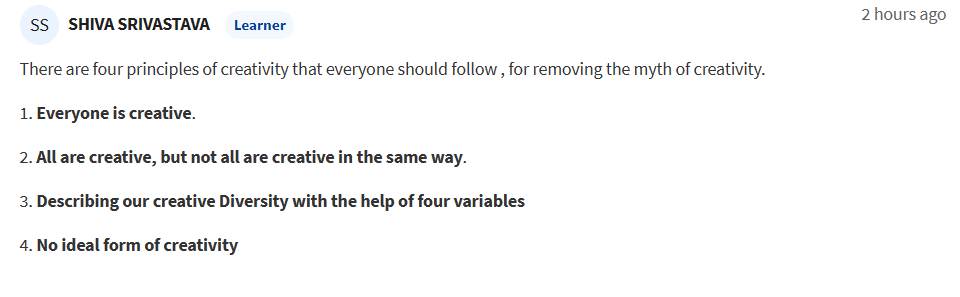 SS SHIVA SRIVASTAVA Learner 2 hours ago
There are four principles of creativity that everyone should follow , for removing the myth of creativity.
1. Everyone is creative.
2. All are creative, but not all are creative in the same way.
3. Describing our creative Diversity with the help of four variables
4. No ideal form of creativity